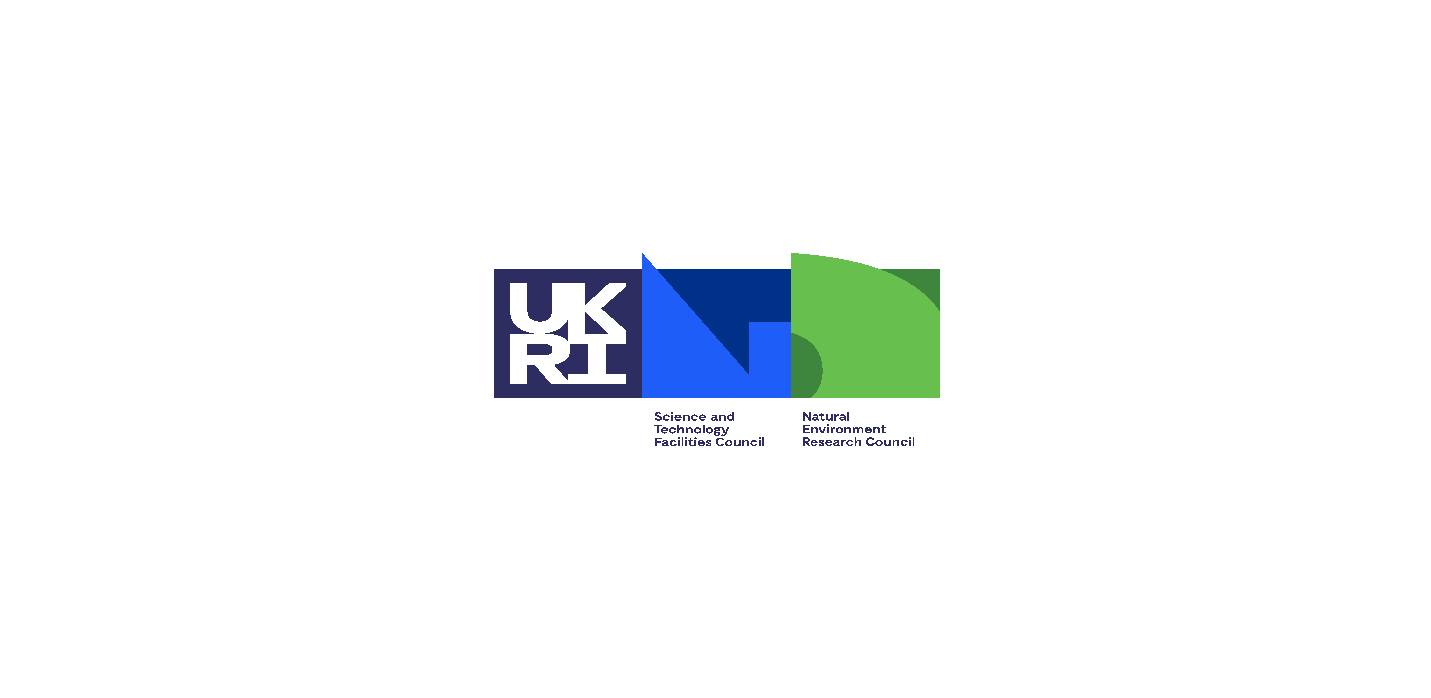 UK
RI
Science and
Technology
Facilities Council
Natural
Environment
Research Council